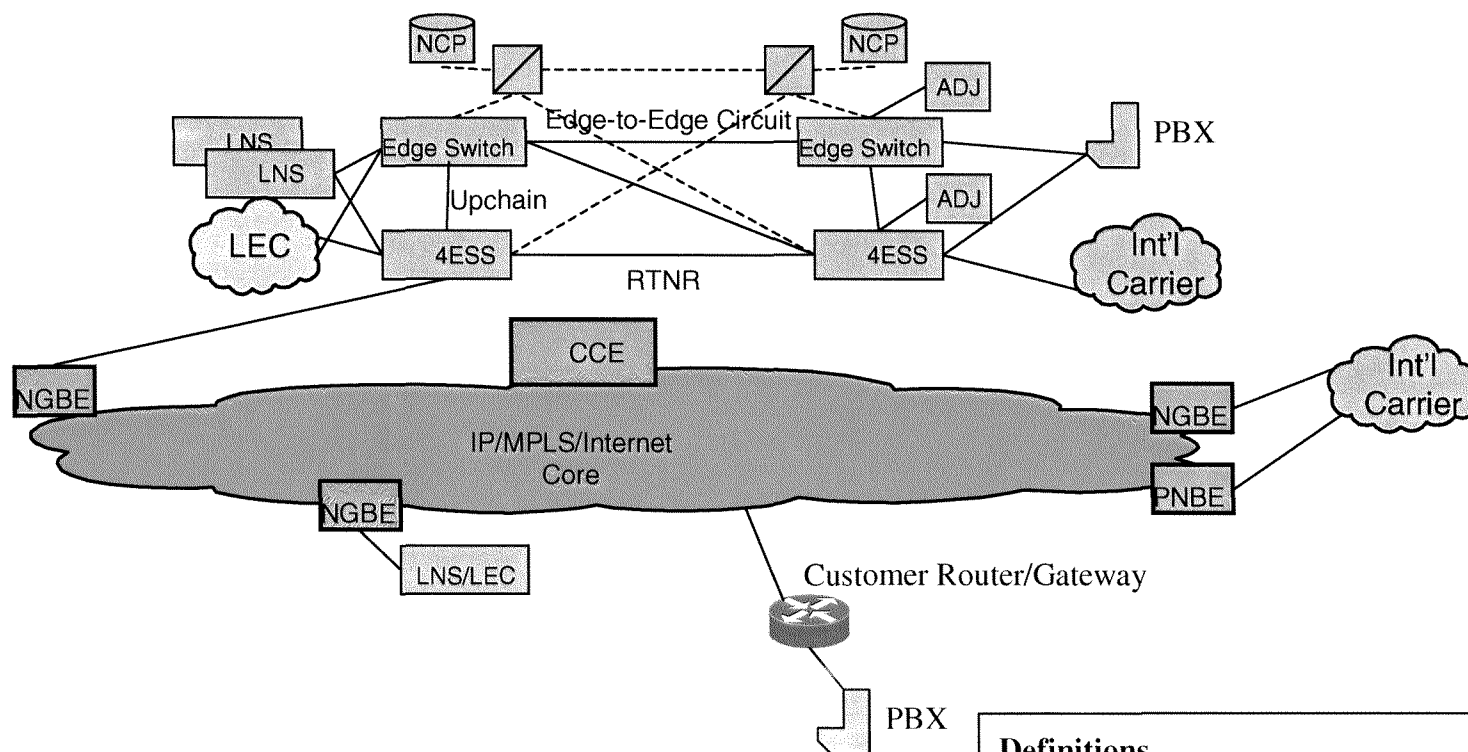 NCP
NCP
ADJ
Edge-to-Edge Circuit
PBX
LNS
Edge Switch
Edge Switch
LNS
Upchain
ADJ
LEC
4ESS
4ESS
Int'l
Carrier
RTNR
CCE
NGBE
Int'l
Carrier
NGBE
IP/MPLS/Internet
Core
PNBE
NGBE
LNS/LEC
Customer Router/Gateway
PBX
Definitions